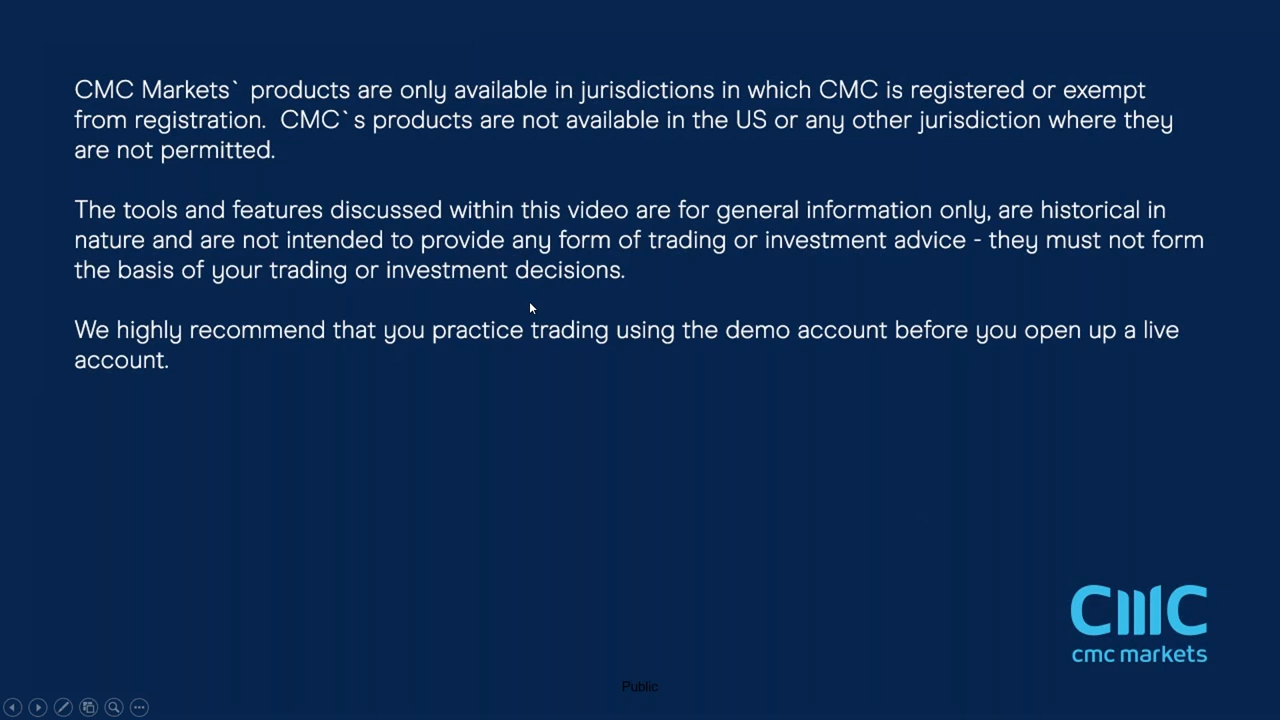 CMC Markets` products are only available in jurisdictions in which CMC is registered or exempt
from registration.  CMC`s products are not available in the US or any other jurisdiction where they
are not permitted.
The tools and features discussed within this video are for general information only, are historical in
nature and are not intended to provide any form of trading or investment advice - they must not form
the basis of your trading or investment decisions.
We highly recommend that you practice trading using the demo account before you open up a live
account.
CMC
cmc markets
Public